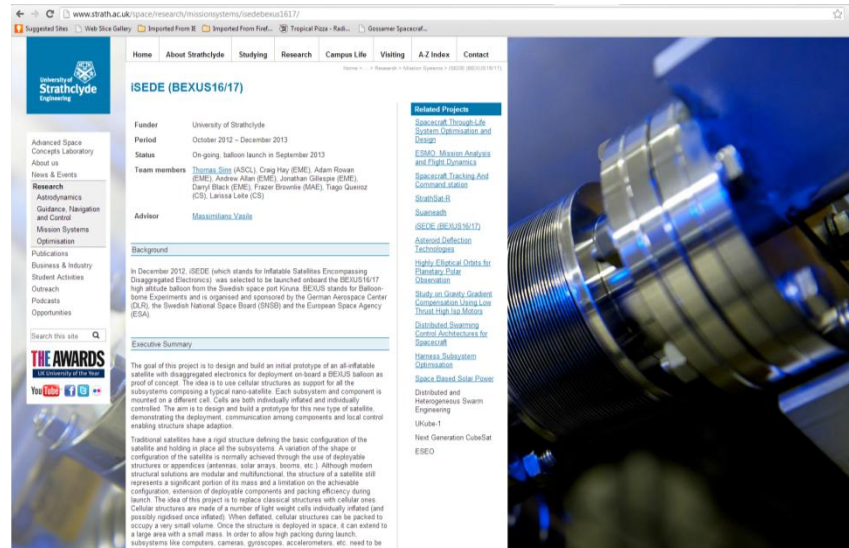 www.strath.ac.uk/space/research/missionsystems/isedebexus1617/
Suggested Sites Web Slice Gallery Imported From IE Imported From Firef... Tropical Pizza - Radi... Gossamer Spacecraf...
Home About Strathclyde Studying Research Campus Life Visiting A-Z Index Contact
Home > ... > Research > Mission Systems > iSEDE (BEXUS16/17)
University of
Strathclyde
Engineering
Advanced Space
Concepts Laboratory
About us
News & Events
Research
Astrodynamics
Guidance, Navigation
and Control
Mission Systems
Optimisation
Publications
Business & Industry
Student Activities
Outreach
Podcasts
Opportunities
Search this site
THE AWARDS
UK University of the Year
You Tube
iSEDE (BEXUS16/17)
Funder University of Strathclyde
Period October 2012 – December 2013
Status On-going, balloon launch in September 2013
Team members Thomas Sinn (ASCL), Craig Hay (EME), Adam Rowan
(EME), Andrew Allan (EME), Jonathan Gillespie (EME),
Darryl Black (EME), Frazer Brownlie (MAE), Tiago Queiroz
(CS), Larissa Leite (CS)
Advisor Massimiliano Vasile
Background
In December 2012, iSEDE (which stands for Inflatable Satellites Encompassing
Disaggregated Electronics) was selected to be launched onboard the BEXUS16/17
high altitude balloon from the Swedish space port Kiruna. BEXUS stands for Balloon-
borne Experiments and is organised and sponsored by the German Aerospace Center
(DLR), the Swedish National Space Board (SNSB) and the European Space Agency
(ESA).
Executive Summary
The goal of this project is to design and build an initial prototype of an all-inflatable
satellite with disaggregated electronics for deployment on-board a BEXUS balloon as
proof of concept. The idea is to use cellular structures as support for all the
subsystems composing a typical nano-satellite. Each subsystem and component is
mounted on a different cell. Cells are both individually inflated and individually
controlled. The aim is to design and build a prototype for this new type of satellite,
demonstrating the deployment, communication among components and local control
enabling structure shape adaption.
Traditional satellites have a rigid structure defining the basic configuration of the
satellite and holding in place all the subsystems. A variation of the shape or
configuration of the satellite is normally achieved through the use of deployable
structures or appendices (antennas, solar arrays, booms, etc.). Although modern
structural solutions are modular and multifunctional, the structure of a satellite still
represents a significant portion of its mass and a limitation on the achievable
configuration, extension of deployable components and packing efficiency during
launch. The idea of this project is to replace classical structures with cellular ones.
Cellular structures are made of a number of light weight cells individually inflated (and
possibly rigidised once inflated). When deflated, cellular structures can be packed to
occupy a very small volume. Once the structure is deployed in space, it can extend to
a large area with a small mass. In order to allow high packing during launch,
subsystems like computers, cameras, gyroscopes, accelerometers, etc. need to be
Related Projects
Spacecraft Through-Life
System Optimisation and
Design
ESMO: Mission Analysis
and Flight Dynamics
Spacecraft Tracking And
Command station
StrathSat-R
Suaineadh
iSEDE (BEXUS16/17)
Asteroid Deflection
Technologies
Highly Elliptical Orbits for
Planetary Polar
Observation
Study on Gravity Gradient
Compensation Using Low
Thrust High Isp Motors
Distributed Swarming
Control Architectures for
Spacecraft
Harness Subsystem
Optimisation
Space Based Solar Power
Distributed and
Heterogeneous Swarm
Engineering
UKube-1
Next Generation CubeSat
ESEO